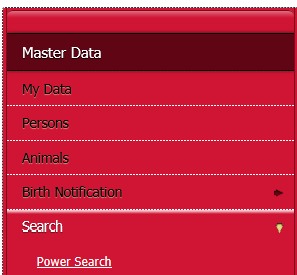 Master Data
My Data
Persons
Animals
Birth Notification
Search
Power Search